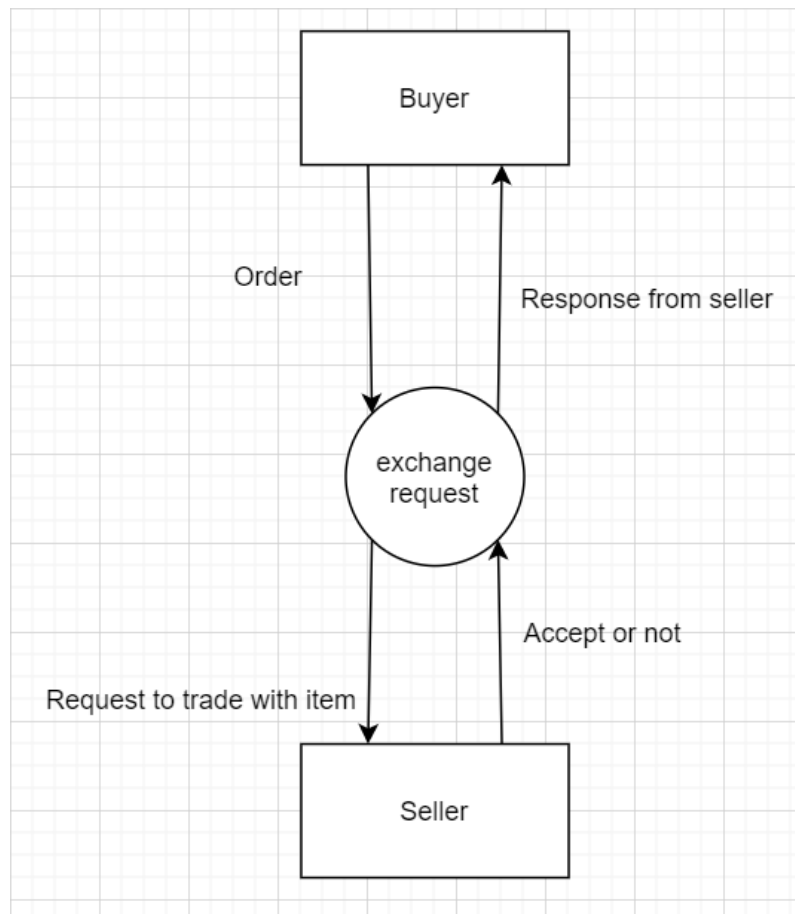 Buyer
Order
Response from seller
exchange
request
Accept or not
Request to trade with item
Seller